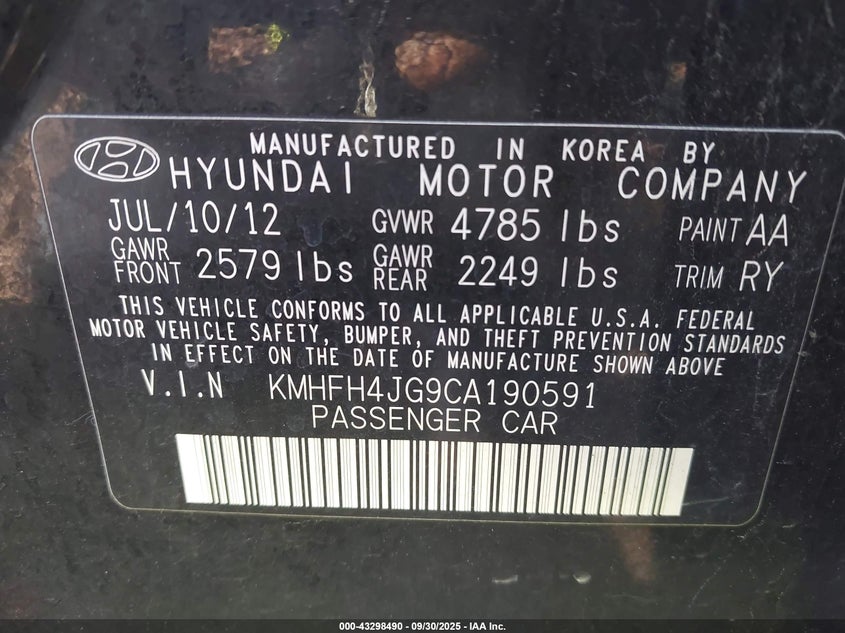 MANUFACTURED IN KOREA BY
HYUNDAI MOTOR COMPANY
JUL/10/12 GVWR 4785 lbs PAINT AA
GAWR FRONT 2579 lbs GAWR REAR 2249 lbs TRIM RY
THIS VEHICLE CONFORMS TO ALL APPLICABLE U.S.A. FEDERAL
MOTOR VEHICLE SAFETY, BUMPER, AND THEFT PREVENTION STANDARDS
IN EFFECT ON THE DATE OF MANUFACTURE SHOWN ABOVE
V.I.N KMHFH4JG9CA190591
PASSENGER CAR
000-43298490 - 09/30/2025 - IAA Inc.